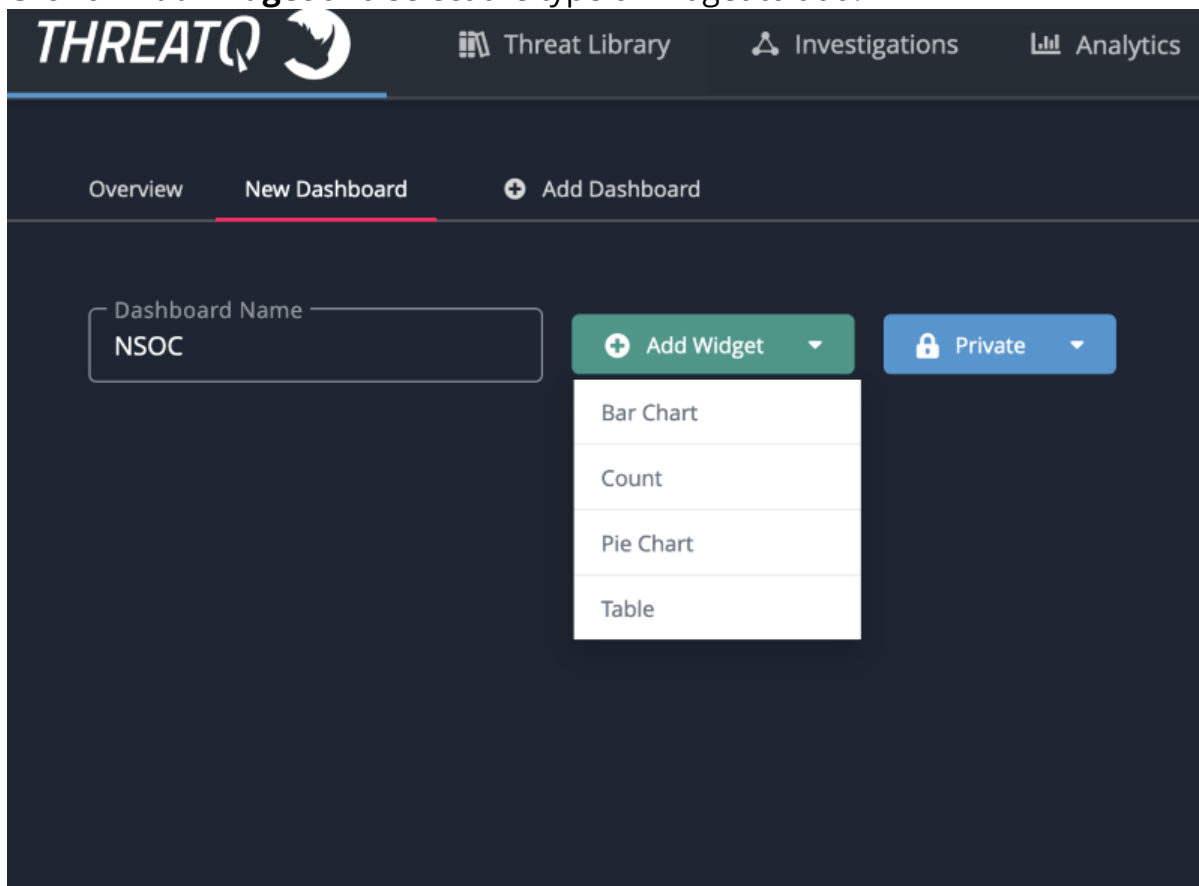 THREATQ Threat Library Investigations Analytics
Overview New Dashboard Add Dashboard
Dashboard Name
NSOC
Add Widget Private
Bar Chart
Count
Pie Chart
Table